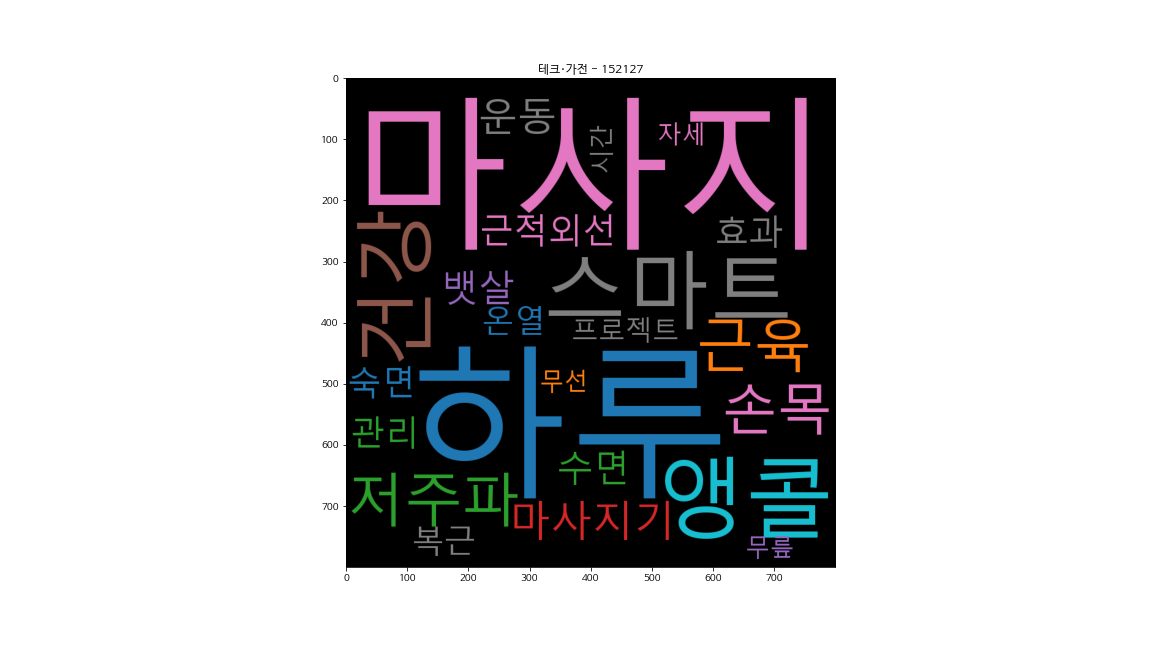 테크·가전 - 152127
0
100
200
300
400
500
600
700
마사지
운동
시간
자세
근적외선
효과
건강
스마트
뱃살
온열
프로젝트
근육
하루
무선
숙면
손목
관리
수면
앵콜
저주파
마사지기
복근
무릎
0 100 200 300 400 500 600 700